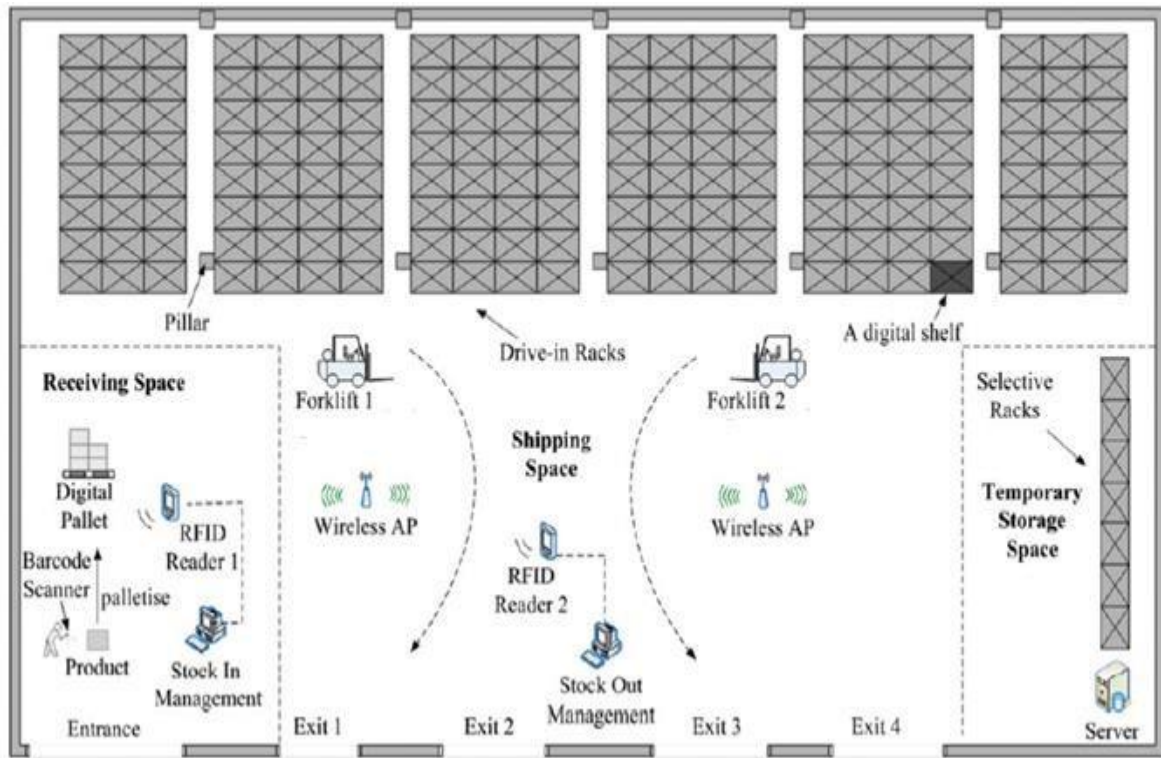 Pillar
Drive-in Racks
A digital shelf
Receiving Space
Forklift 1
Forklift 2
Selective
Racks
Shipping
Space
Digital
Pallet
RFID
Reader 1
Wireless AP
Wireless AP
Temporary
Storage
Space
Barcode
Scanner
palletise
RFID
Reader 2
Product
Stock In
Management
Stock Out
Management
Entrance
Exit 1
Exit 2
Exit 3
Exit 4
Server